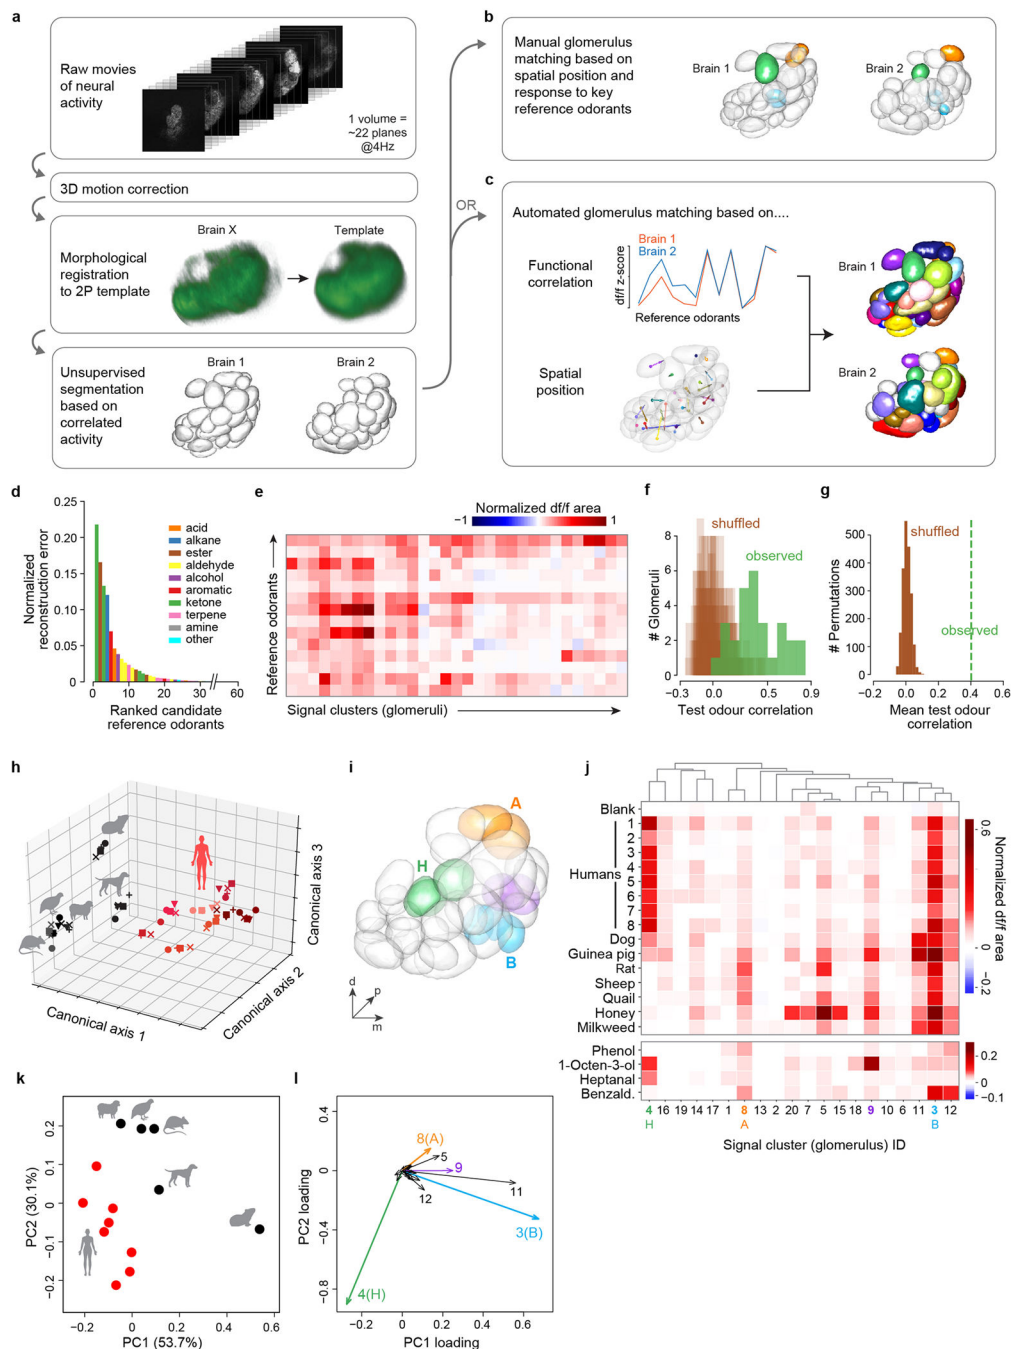 a
Raw movies
of neural
activity
1 volume =
~22 planes
@4Hz
3D motion correction
Brain X
Template
Morphological
registration
to 2P template
Unsupervised
segmentation
based on
correlated
activity
Brain 1
Brain 2
OR
b
Manual glomerulus
matching based on
spatial position and
response to key
reference odorants
Brain 1
Brain 2
c
Automated glomerulus matching based on....
Functional
correlation
Brain 1
Brain 2
df/f z-score
Reference odorants
Spatial
position
Brain 1
Brain 2
d
Normalized
reconstruction error
0.25
0.20
0.15
0.10
0.05
0
0
10
20
30
60
Ranked candidate
reference odorants
acid
alkane
ester
aldehyde
alcohol
aromatic
ketone
terpene
amine
other
e
Normalized df/f area
−1
1
Reference odorants
Signal clusters (glomeruli)
f
shuffled
observed
# Glomeruli
8
6
4
2
0
−0.3
0.0
0.5
0.9
Test odour correlation
g
shuffled
observed
# Permutations
500
400
300
200
100
0
−0.2
0.0
0.2
0.4
0.6
Mean test odour
correlation
h
Canonical axis 1
Canonical axis 2
Canonical axis 3
i
A
H
B
d
p
m
j
Blank
1
2
3
Humans
4
5
6
7
8
Dog
Guinea pig
Rat
Sheep
Quail
Honey
Milkweed
Phenol
1-Octen-3-ol
Heptanal
Benzald.
0.6
0
−0.2
Normalized df/f area
0.2
0
−0.1
4 16 19 14 17 1 8 13 2 20 7 5 15 18 9 10 6 11 3 12
H A B
Signal cluster (glomerulus) ID
k
PC2 (30.1%)
0.2
0.1
0
−0.1
−0.2
−0.2
0
0.2
0.4
0.6
PC1 (53.7%)
l
PC2 loading
0.4
0
−0.4
−0.8
8(A)
5
9
11
12
3(B)
4(H)
−0.2
0
0.2
0.4
0.6
PC1 loading